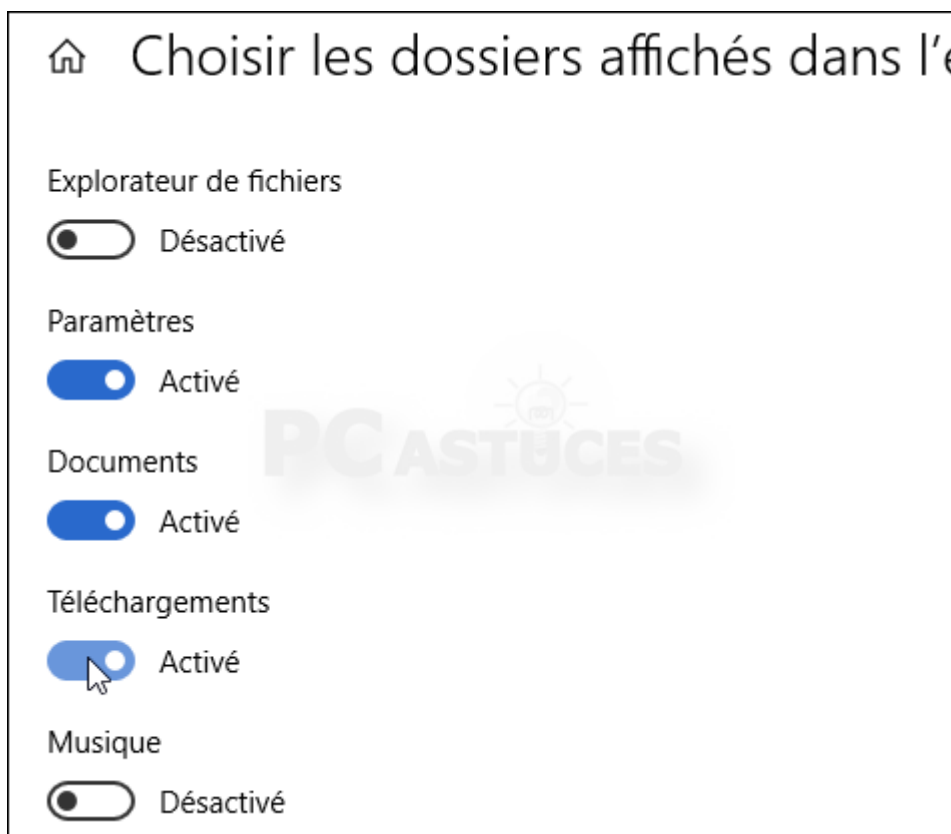 Choisir les dossiers affichés dans l'e
Explorateur de fichiers
Désactivé
Paramètres
Activé
PC ASTUCES
Documents
Activé
Téléchargements
Activé
Musique
Désactivé